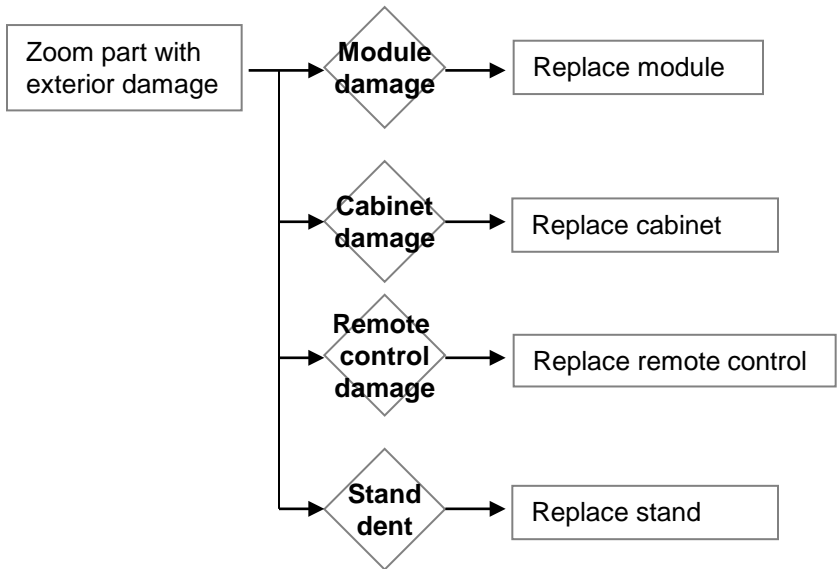 Zoom part with
exterior damage
Module
damage
Replace module
Cabinet
damage
Replace cabinet
Remote
control
damage
Replace remote control
Stand
dent
Replace stand